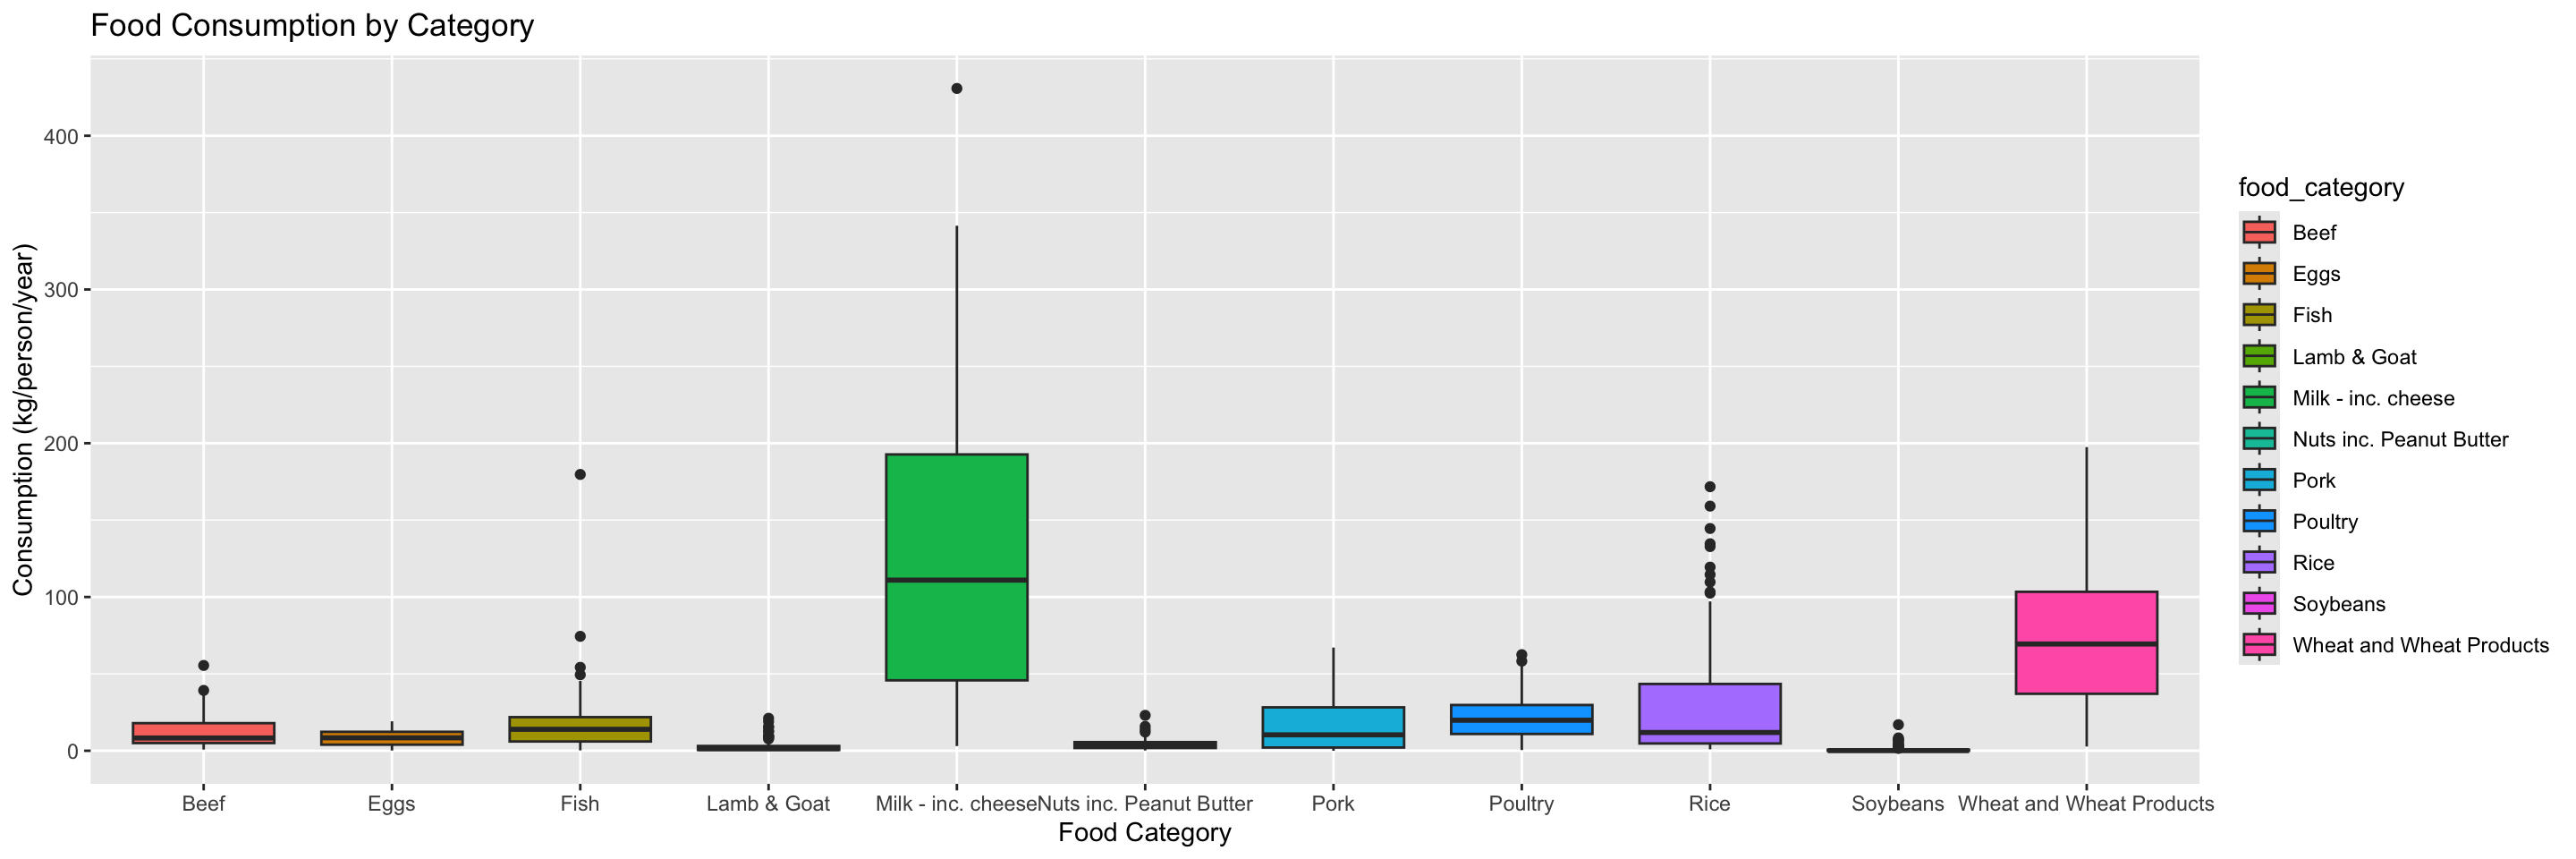 Food Consumption by Category
Consumption (kg/person/year)
400
300
200
100
0
Beef
Eggs
Fish
Lamb & Goat
Milk - inc. cheese
Nuts inc. Peanut Butter
Pork
Poultry
Rice
Soybeans
Wheat and Wheat Products
Food Category
food_category
Beef
Eggs
Fish
Lamb & Goat
Milk - inc. cheese
Nuts inc. Peanut Butter
Pork
Poultry
Rice
Soybeans
Wheat and Wheat Products